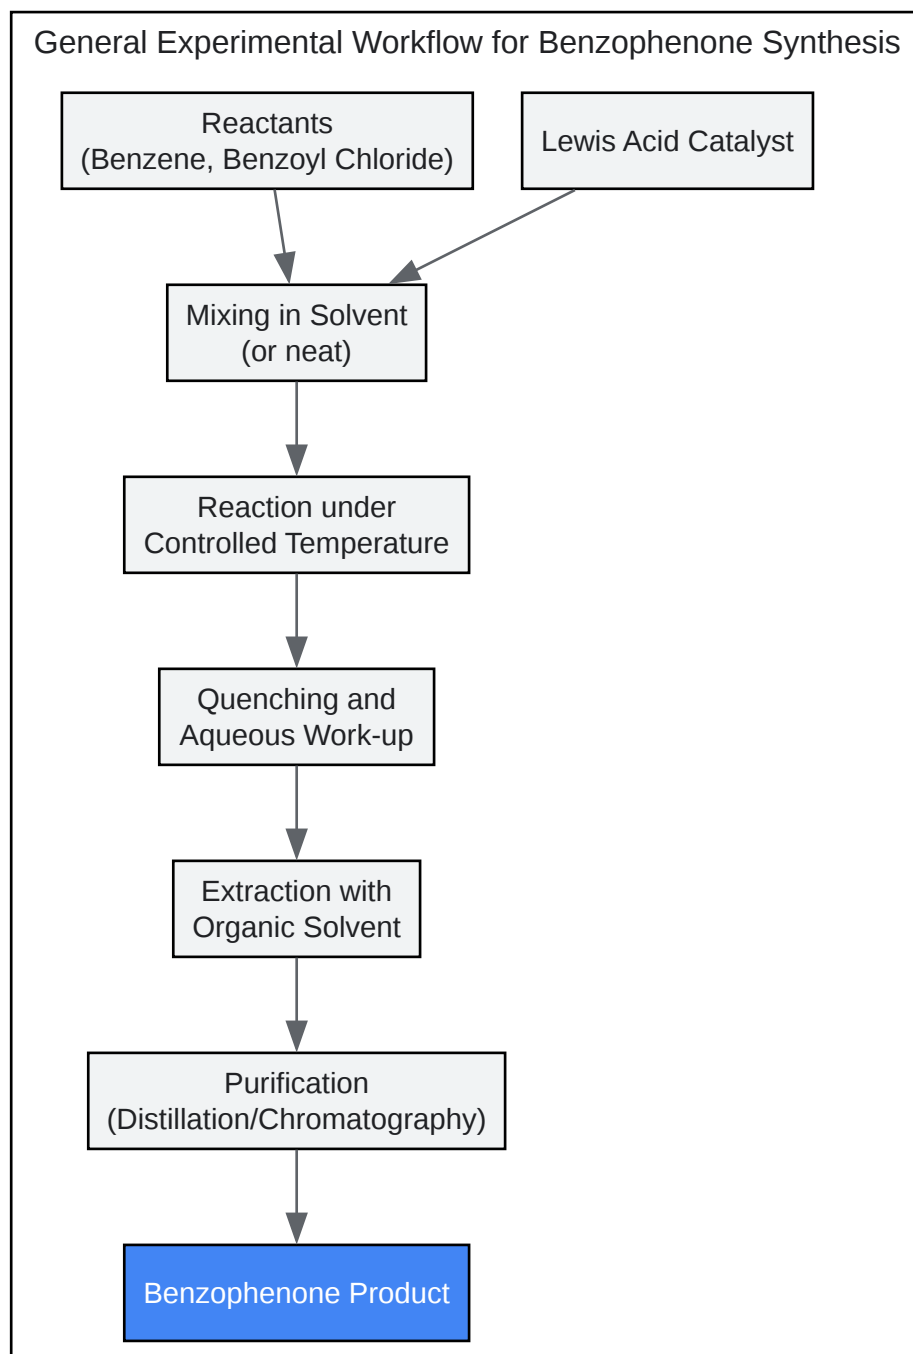 General Experimental Workflow for Benzophenone Synthesis
Reactants
(Benzene, Benzoyl Chloride)
Lewis Acid Catalyst
Mixing in Solvent
(or neat)
Reaction under
Controlled Temperature
Quenching and
Aqueous Work-up
Extraction with
Organic Solvent
Purification
(Distillation/Chromatography)
Benzophenone Product